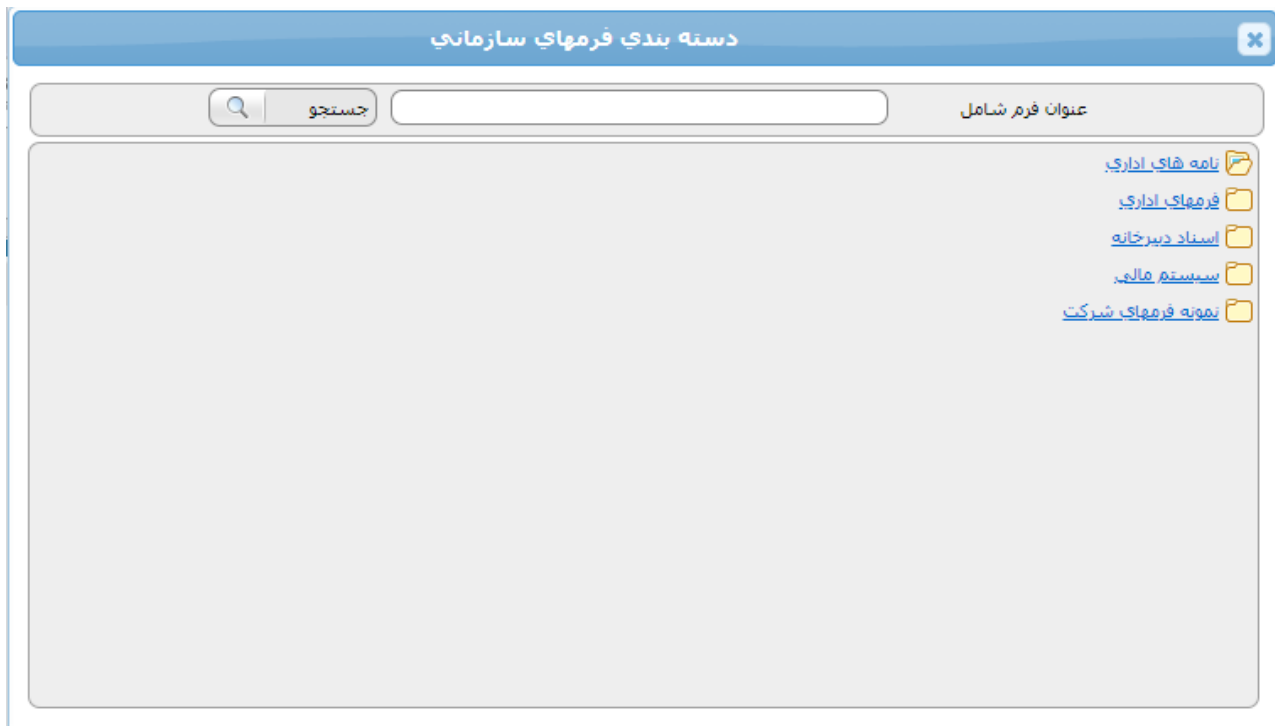 دسته بندي فرمهاي سازماني
عنوان فرم شامل جستجو
نامه هاي اداري
فرمهاي اداري
اسناد دبيرخانه
سيستم مالي
نمونه فرمهاي شركت